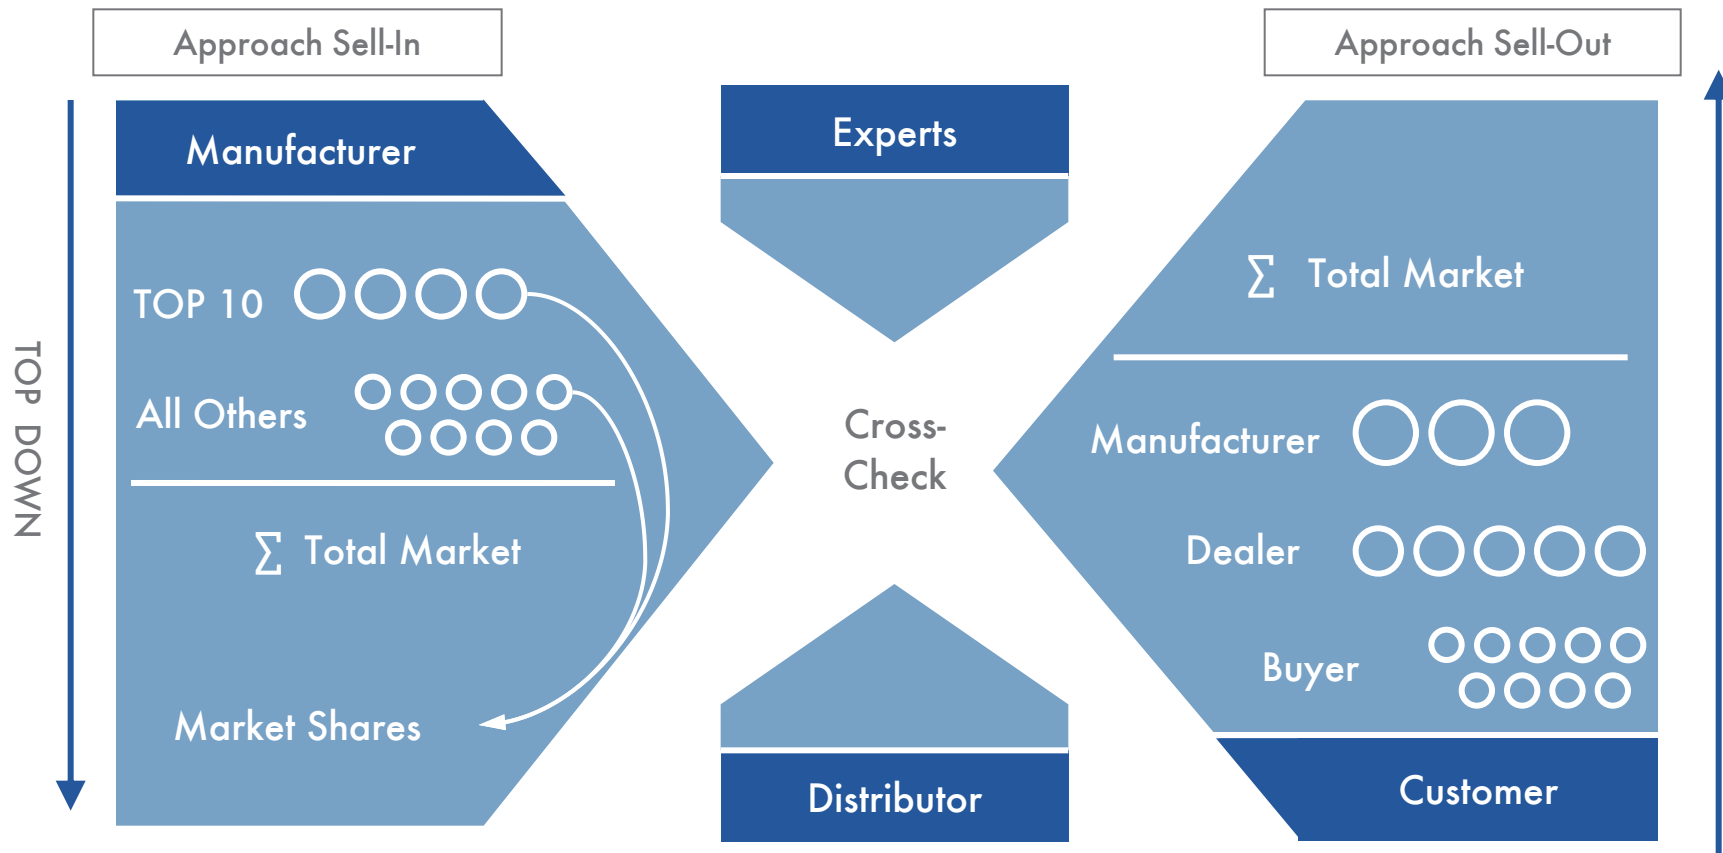 Approach Sell-In
Manufacturer
TOP 10
All Others
∑ Total Market
Market Shares
TOP DOWN
Experts
Cross-
Check
Distributor
Approach Sell-Out
∑ Total Market
Manufacturer
Dealer
Buyer
Customer